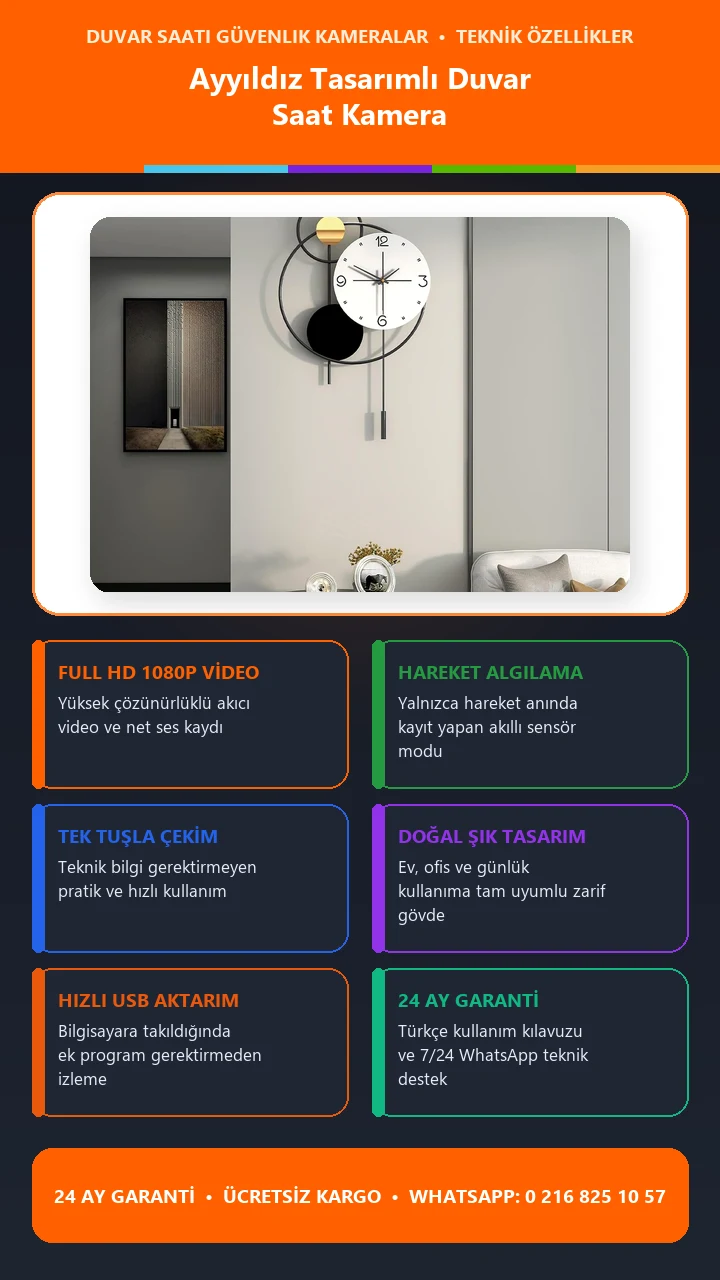 DUVAR SAATI GÜVENLIK KAMERALAR • TEKNİK ÖZELLİKLER
Ayyıldız Tasarımlı Duvar
Saat Kamera
12
9
3
6
FULL HD 1080P VİDEO
Yüksek çözünürlüklü akıcı
video ve net ses kaydı
HAREKET ALGILAMA
Yalnızca hareket anında
kayıt yapan akıllı sensör
modu
TEK TUŞLA ÇEKİM
Teknik bilgi gerektirmeyen
pratik ve hızlı kullanım
DOĞAL ŞIK TASARIM
Ev, ofis ve günlük
kullanıma tam uyumlu zarif
gövde
HIZLI USB AKTARIM
Bilgisayara takıldığında
ek program gerektirmeden
izleme
24 AY GARANTİ
Türkçe kullanım kılavuzu
ve 7/24 WhatsApp teknik
destek
24 AY GARANTİ • ÜCRETSİZ KARGO • WHATSAPP: 0 216 825 10 57